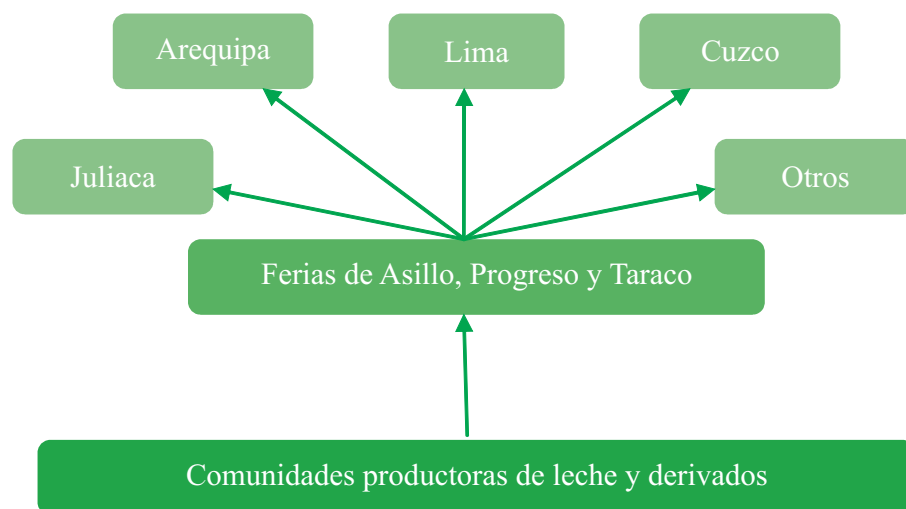 Arequipa
Lima
Cuzco
Juliaca
Otros
Ferias de Asillo, Progreso y Taraco
Comunidades productoras de leche y derivados